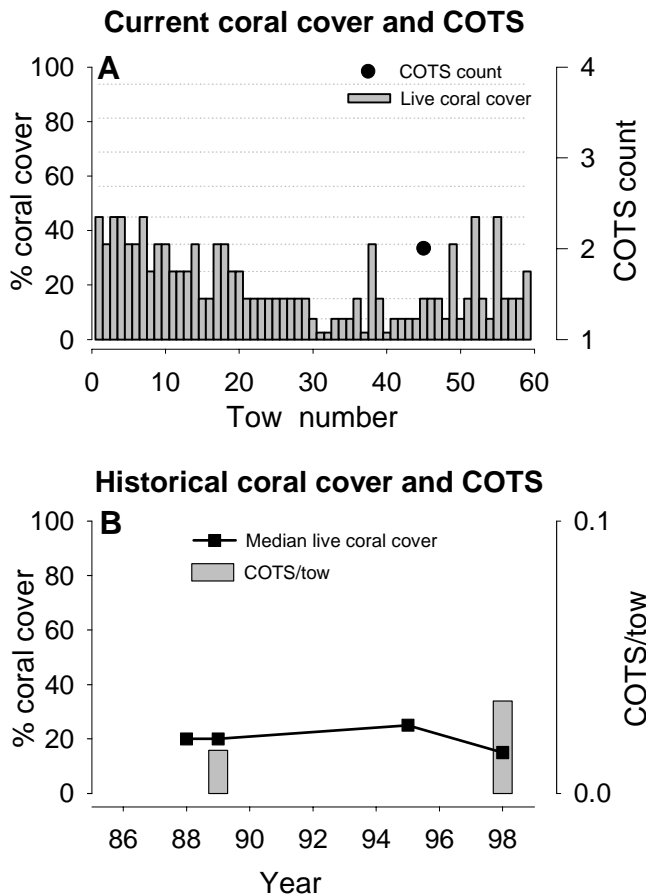 Current coral cover and COTS
A
COTS count
Live coral cover
100
80
60
40
20
0
% coral cover
4
3
2
1
COTS count
0 10 20 30 40 50 60
Tow number
Historical coral cover and COTS
B
Median live coral cover
COTS/tow
100
80
60
40
20
0
% coral cover
0.1
0.0
COTS/tow
86 88 90 92 94 96 98
Year